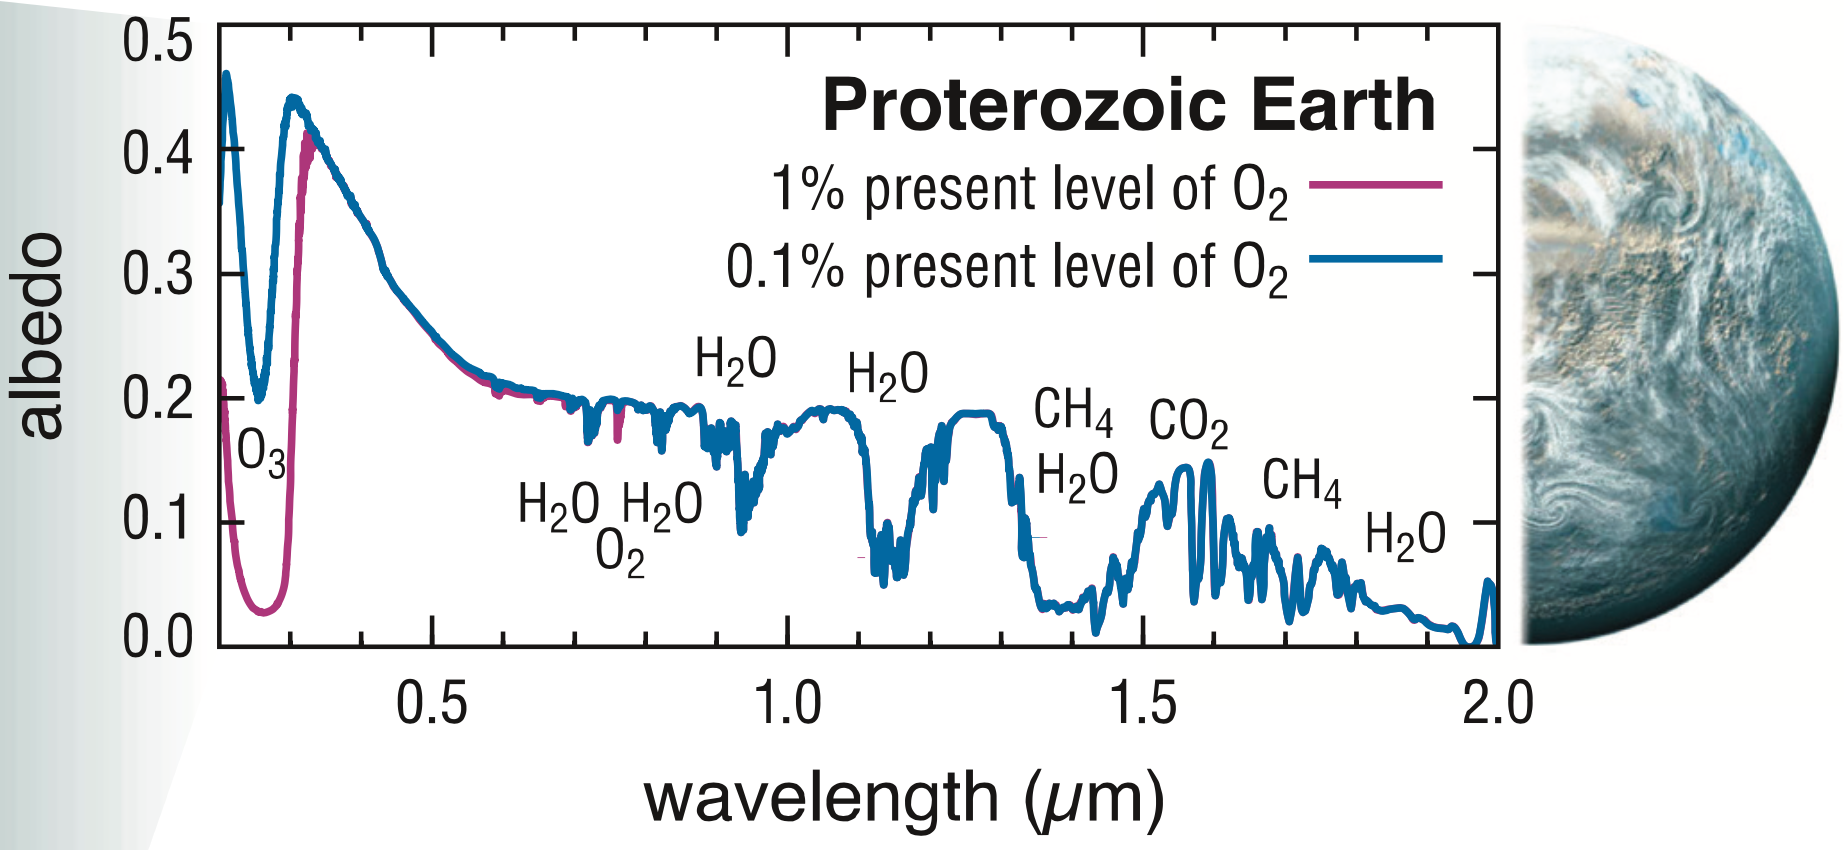 0.5
0.4
0.3
0.2
0.1
0.0
albedo
Proterozoic Earth
1% present level of O₂
0.1% present level of O₂
O₃
H₂O
H₂O
H₂O
O₂
H₂O
CH₄
H₂O
CO₂
CH₄
H₂O
0.5
1.0
1.5
2.0
wavelength (µm)